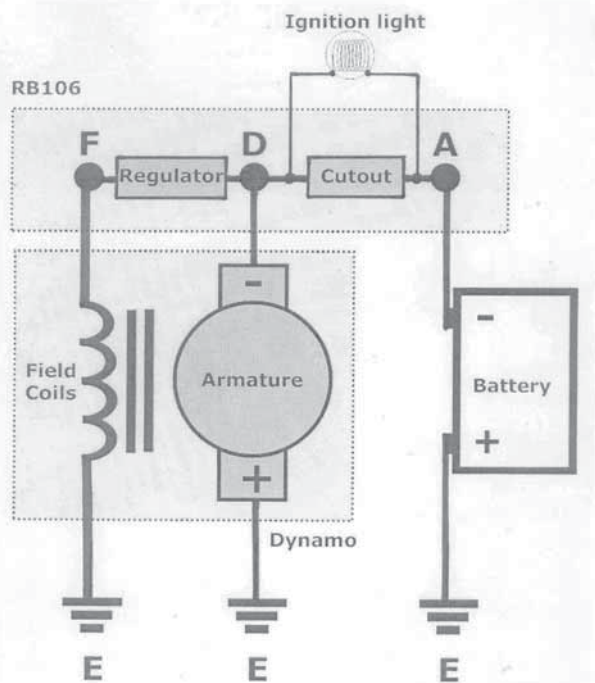 Ignition light
RB106
F
D
A
Regulator
Cutout
-
-
Field
Coils
Armature
Battery
+
+
Dynamo
E
E
E